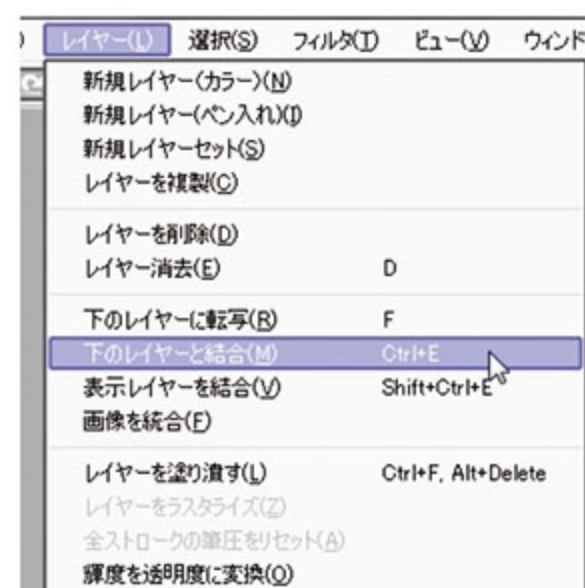 ) レイヤー(L) 選択(S) フィルタ(T) ビュー(V) ウィンド
新規レイヤー(カラー)(N)
新規レイヤー(ペン入れ)(I)
新規レイヤーセット(S)
レイヤーを複製(C)
レイヤーを削除(D)
レイヤー消去(E) D
下のレイヤーに転写(R) F
下のレイヤーと結合(M) Ctrl+E
表示レイヤーを結合(V) Shift+Ctrl+E
画像を統合(F)
レイヤーを塗り潰す(L) Ctrl+F, Alt+Delete
レイヤーをラスタライズ(Z)
全ストロークの筆圧をリセット(A)
輝度を透明度に変換(O)